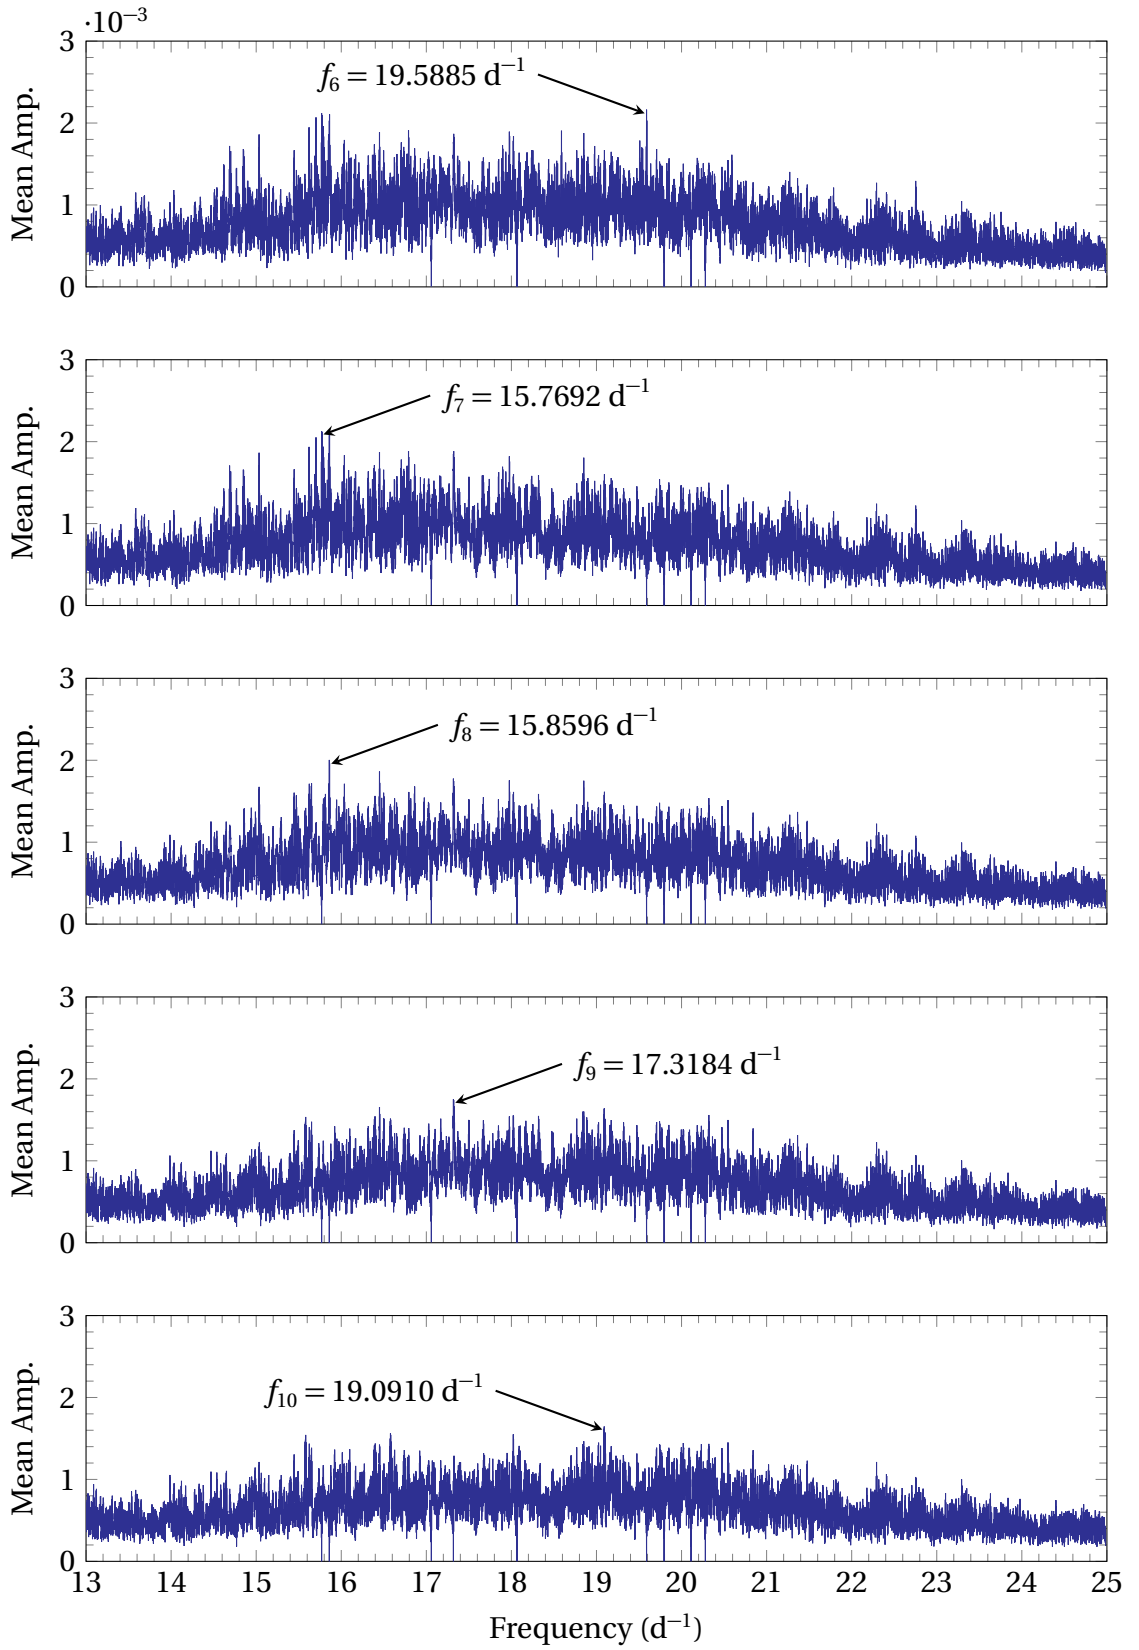 ·10⁻³
3
2
1
0
Mean Amp.
f₆ = 19.5885 d⁻¹
3
2
1
0
Mean Amp.
f₇ = 15.7692 d⁻¹
3
2
1
0
Mean Amp.
f₈ = 15.8596 d⁻¹
3
2
1
0
Mean Amp.
f₉ = 17.3184 d⁻¹
3
2
1
0
Mean Amp.
f₁₀ = 19.0910 d⁻¹
13 14 15 16 17 18 19 20 21 22 23 24 25
Frequency (d⁻¹)